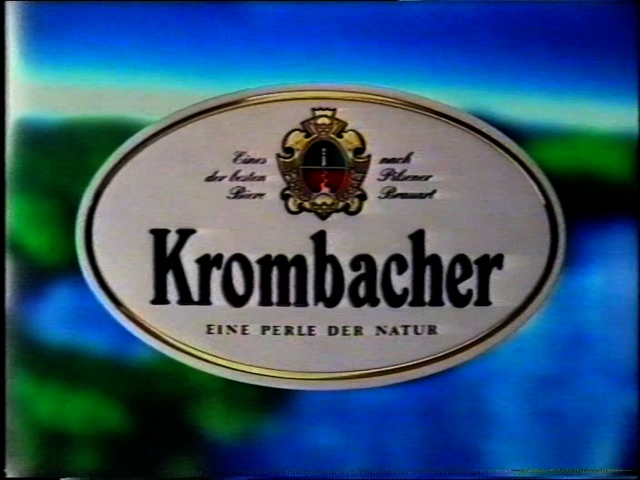 Eines nach
der besten Pilsener
Biere Brauart
Krombacher
EINE PERLE DER NATUR